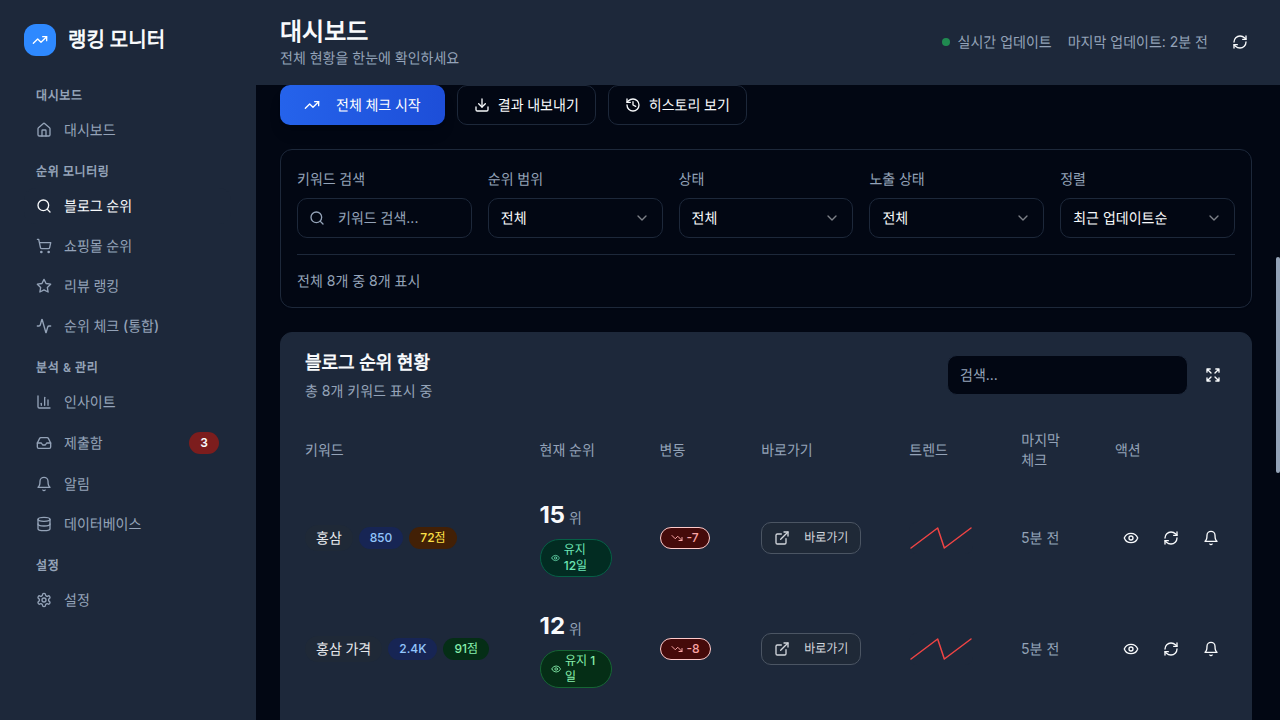 랭킹 모니터
대시보드
대시보드
순위 모니터링
블로그 순위
쇼핑몰 순위
리뷰 랭킹
순위 체크 (통합)
분석 & 관리
인사이트
제출함 3
알림
데이터베이스
설정
설정
대시보드
전체 현황을 한눈에 확인하세요
실시간 업데이트 마지막 업데이트: 2분 전
전체 체크 시작 결과 내보내기 히스토리 보기
키워드 검색 순위 범위 상태 노출 상태 정렬
키워드 검색... 전체 전체 전체 최근 업데이트순
전체 8개 중 8개 표시
블로그 순위 현황
총 8개 키워드 표시 중
검색...
키워드 현재 순위 변동 바로가기 트렌드 마지막 체크 액션
홍삼 850 72점 15 위 유지 12일 -7 바로가기 5분 전
홍삼 가격 2.4K 91점 12 위 유지 1일 -8 바로가기 5분 전